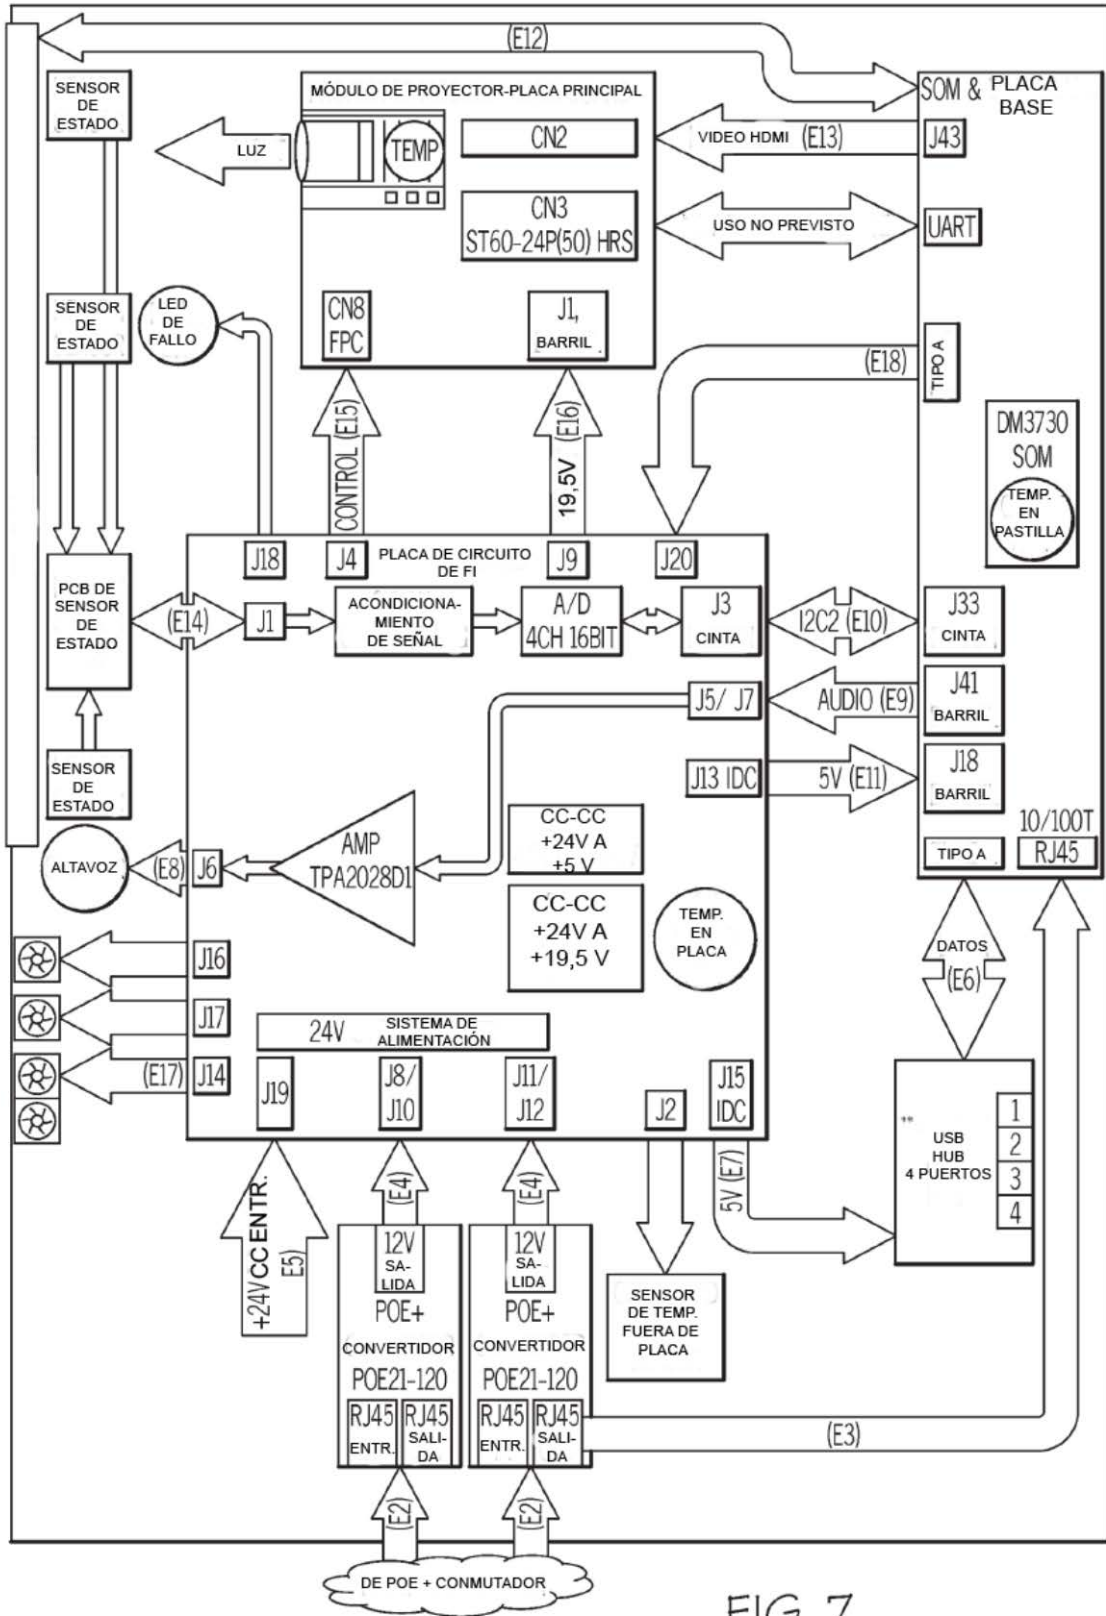 (E12)
SENSOR
DE
ESTADO
MÓDULO DE PROYECTOR-PLACA PRINCIPAL
SOM & PLACA
BASE
LUZ
TEMP
CN2
VIDEO HDMI (E13)
J43
CN3
ST60-24P(50) HRS
USO NO PREVISTO
UART
SENSOR
DE
ESTADO
LED
DE
FALLO
CN8
FPC
J1,
BARRIL
(E18)
TIPO A
CONTROL (E15)
19,5V (E16)
DM3730
SOM
TEMP.
EN
PASTILLA
J18
J4
PLACA DE CIRCUITO
DE FI
J9
J20
PCB DE
SENSOR
DE
ESTADO
(E14)
J1
ACONDICIONA-
MIENTO
DE SEÑAL
A/D
4CH 16BIT
J3
CINTA
I2C2 (E10)
J33
CINTA
J5/ J7
AUDIO (E9)
J41
BARRIL
SENSOR
DE
ESTADO
J13 IDC
5V (E11)
J18
BARRIL
AMP
TPA2028D1
CC-CC
+24V A
+5 V
10/100T
TIPO A
RJ45
ALTAVOZ
(E8)
J6
CC-CC
+24V A
+19,5 V
TEMP.
EN
PLACA
J16
DATOS
(E6)
J17
24V
SISTEMA DE
ALIMENTACIÓN
(E17)
J14
J19
J8/
J10
J11/
J12
J2
J15
IDC
USB
HUB
4 PUERTOS
1
2
3
4
+24VCC ENTR.
E5)
(E4)
(E4)
5V (E7)
12V
SA-
LIDA
POE+
CONVERTIDOR
POE21-120
RJ45
ENTR.
RJ45
SALI-
DA
12V
SA-
LIDA
POE+
CONVERTIDOR
POE21-120
RJ45
ENTR.
RJ45
SALI-
DA
SENSOR
DE TEMP.
FUERA DE
PLACA
(E3)
(E2)
(E2)
DE POE + CONMUTADOR
FIG. 7